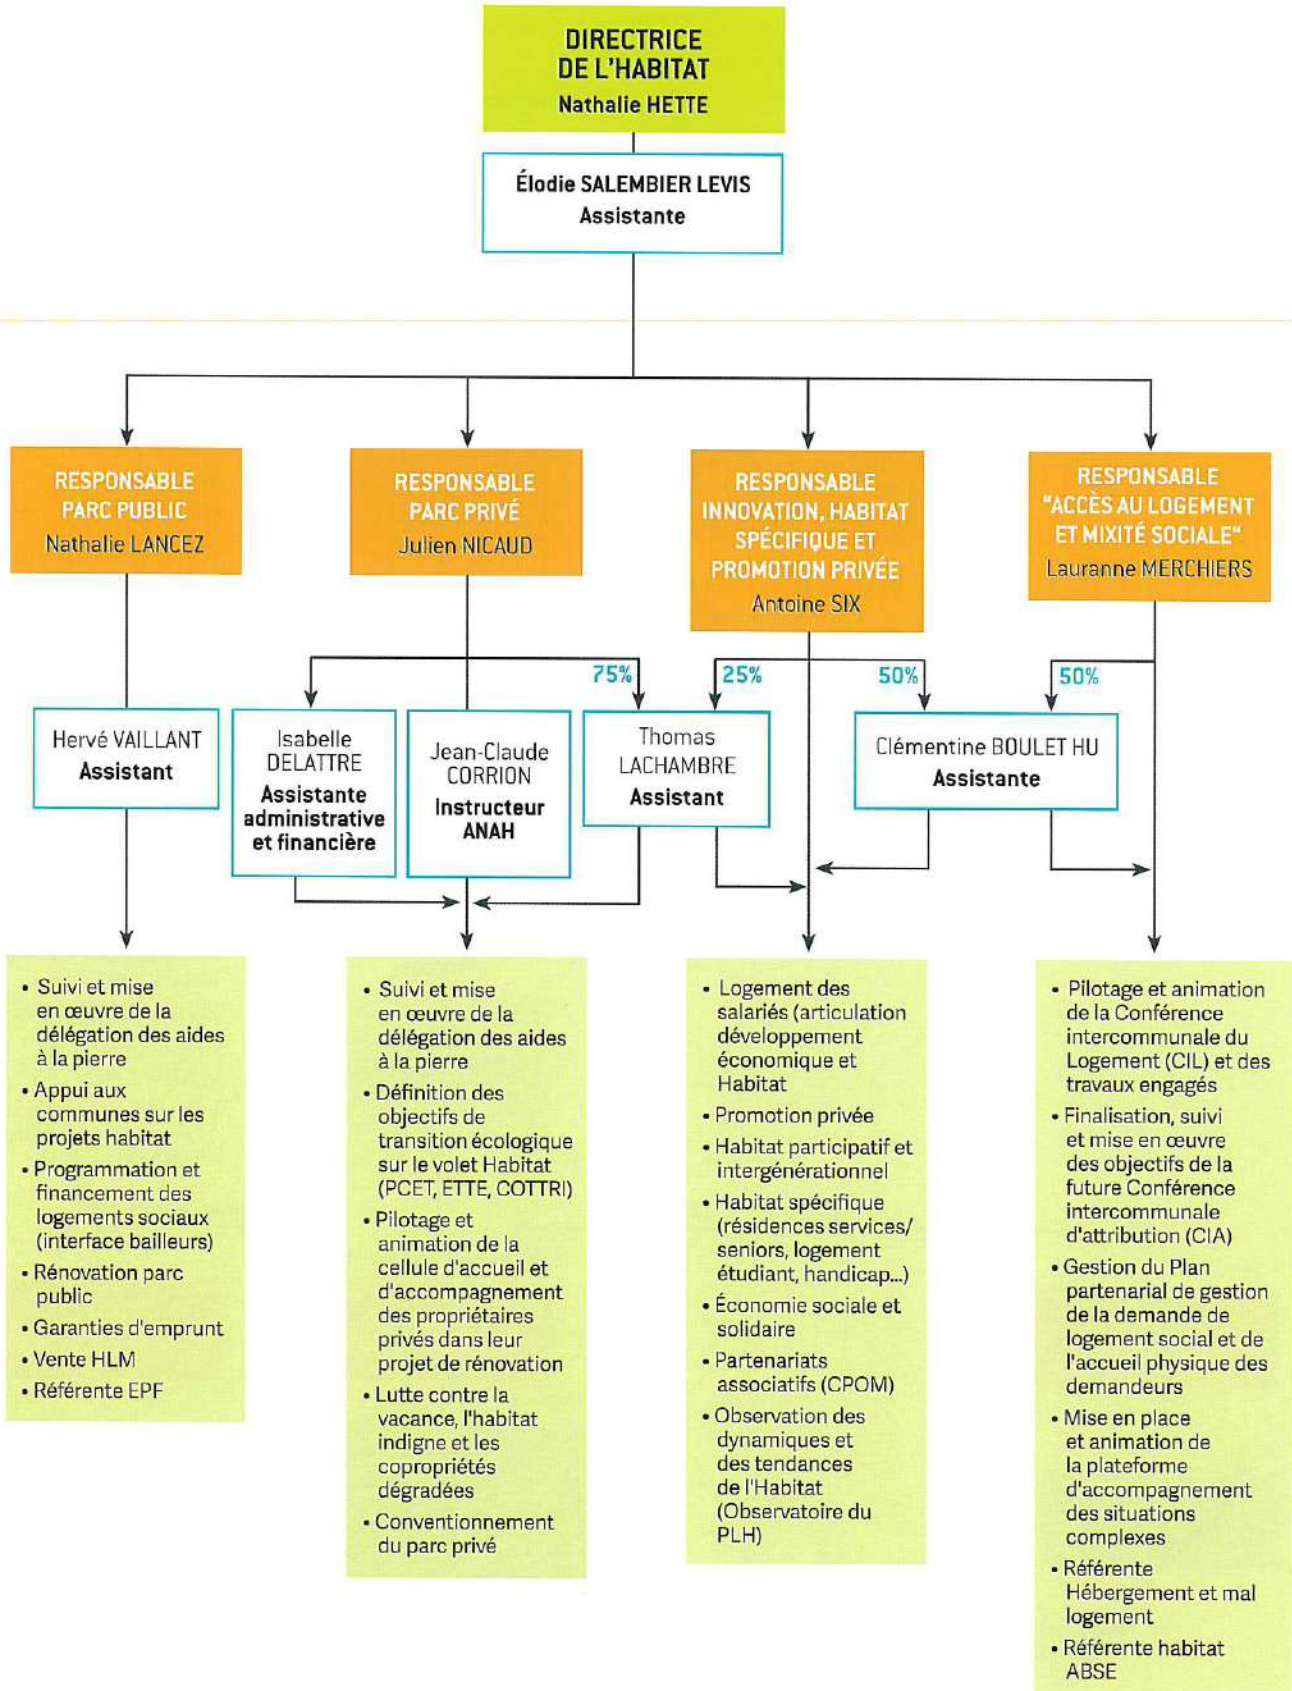 DIRECTRICE
DE L'HABITAT
Nathalie HETTE
Élodie SALEMBIER LEVIS
Assistante
RESPONSABLE
PARC PUBLIC
Nathalie LANCEZ
RESPONSABLE
PARC PRIVÉ
Julien NICAUD
RESPONSABLE
INNOVATION, HABITAT
SPÉCIFIQUE ET
PROMOTION PRIVÉE
Antoine SIX
RESPONSABLE
"ACCÈS AU LOGEMENT
ET MIXITÉ SOCIALE"
Lauranne MERCHIERS
75%
25%
50%
50%
Hervé VAILLANT
Assistant
Isabelle
DELATTRE
Assistante
administrative
et financière
Jean-Claude
CORRION
Instructeur
ANAH
Thomas
LACHAMBRE
Assistant
Clémentine BOULET HU
Assistante
• Suivi et mise
en œuvre de la
délégation des aides
à la pierre
• Appui aux
communes sur les
projets habitat
• Programmation et
financement des
logements sociaux
(interface bailleurs)
• Rénovation parc
public
• Garanties d'emprunt
• Vente HLM
• Référente EPF
• Suivi et mise
en œuvre de la
délégation des aides
à la pierre
• Définition des
objectifs de
transition écologique
sur le volet Habitat
(PCET, ETTE, COTTRI)
• Pilotage et
animation de la
cellule d'accueil et
d'accompagnement
des propriétaires
privés dans leur
projet de rénovation
• Lutte contre la
vacance, l'habitat
indigne et les
copropriétés
dégradées
• Conventionnement
du parc privé
• Logement des
salariés (articulation
développement
économique et
Habitat
• Promotion privée
• Habitat participatif et
intergénérationnel
• Habitat spécifique
(résidences services/
seniors, logement
étudiant, handicap...)
• Économie sociale et
solidaire
• Partenariats
associatifs (CPOM)
• Observation des
dynamiques et
des tendances
de l'Habitat
(Observatoire du
PLH)
• Pilotage et animation
de la Conférence
intercommunale du
Logement (CIL) et des
travaux engagés
• Finalisation, suivi
et mise en œuvre
des objectifs de la
future Conférence
intercommunale
d'attribution (CIA)
• Gestion du Plan
partenarial de gestion
de la demande de
logement social et de
l'accueil physique des
demandeurs
• Mise en place
et animation de
la plateforme
d'accompagnement
des situations
complexes
• Référente
Hébergement et mal
logement
• Référente habitat
ABSE